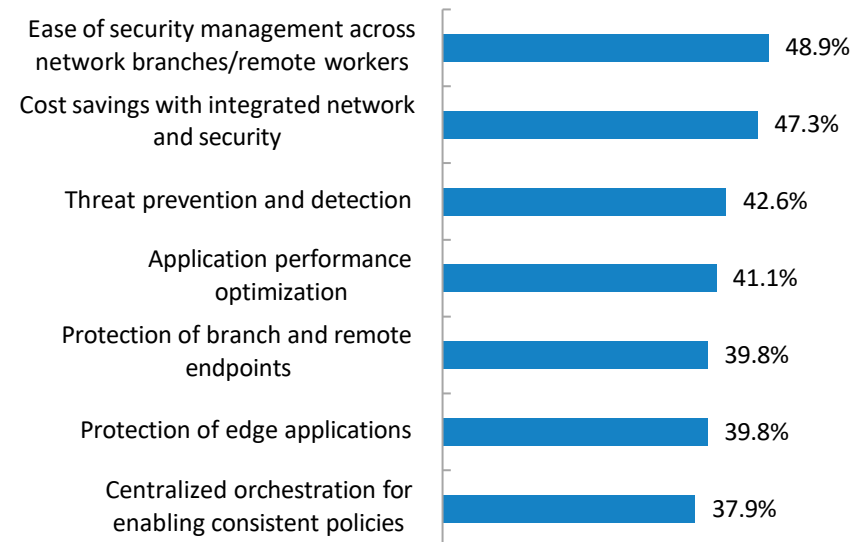 Ease of security management across
network branches/remote workers
48.9%
Cost savings with integrated network
and security
47.3%
Threat prevention and detection
42.6%
Application performance
optimization
41.1%
Protection of branch and remote
endpoints
39.8%
Protection of edge applications
39.8%
Centralized orchestration for
enabling consistent policies
37.9%